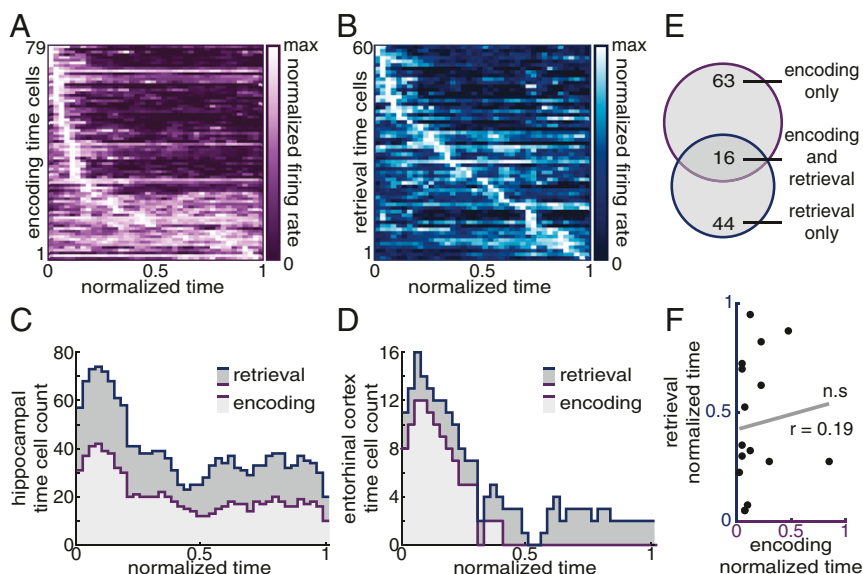 A
79
encoding time cells
1
0
0.5
1
normalized time
max
normalized firing rate
0
B
60
retrieval time cells
1
0
0.5
1
normalized time
max
normalized firing rate
0
E
63
encoding
only
16
encoding
and
retrieval
44
retrieval
only
C
hippocampal
time cell count
80
60
40
20
0
retrieval
encoding
0
0.5
1
normalized time
D
entorhinal cortex
time cell count
16
12
8
4
0
retrieval
encoding
0
0.5
1
normalized time
F
retrieval
normalized time
1
0.5
0
n.s
r = 0.19
0
0.5
1
encoding
normalized time